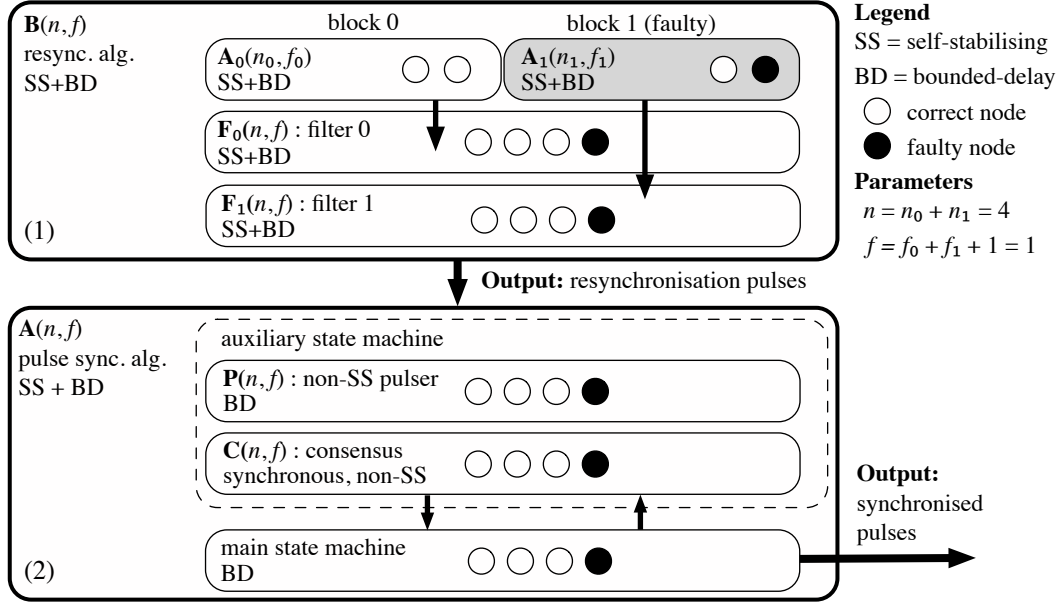 B(n, f)
resync. alg.
SS+BD
(1)
block 0
block 1 (faulty)
A₀(n₀, f₀)
SS+BD
A₁(n₁, f₁)
SS+BD
F₀(n, f) : filter 0
SS+BD
F₁(n, f) : filter 1
SS+BD
Legend
SS = self-stabilising
BD = bounded-delay
correct node
faulty node
Parameters
n = n₀ + n₁ = 4
f = f₀ + f₁ + 1 = 1
Output: resynchronisation pulses
A(n, f)
pulse sync. alg.
SS + BD
(2)
auxiliary state machine
P(n, f) : non-SS pulser
BD
C(n, f) : consensus
synchronous, non-SS
main state machine
BD
Output:
synchronised
pulses